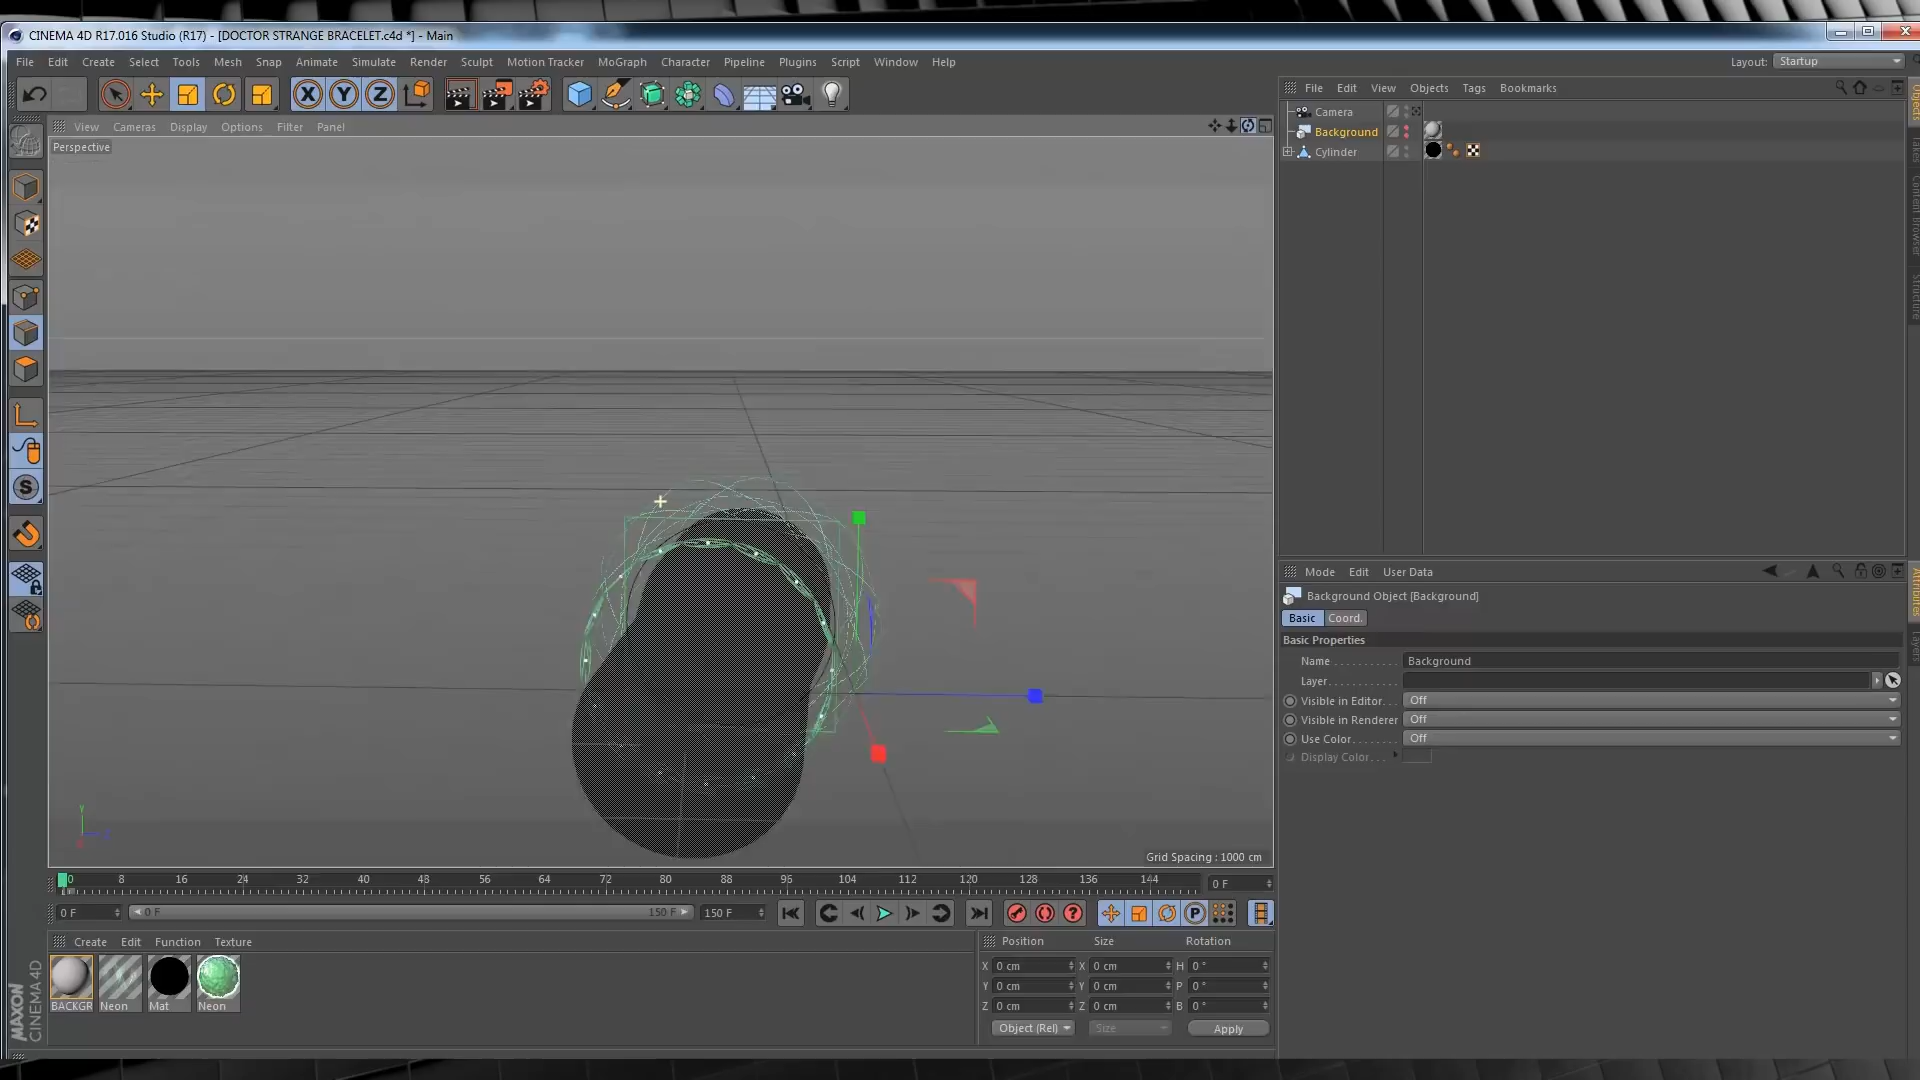 CINEMA 4D R17.016 Studio (R17) - [DOCTOR STRANGE BRACELET.c4d *] - Main
File Edit Create Select Tools Mesh Snap Animate Simulate Render Sculpt Motion Tracker MoGraph Character Pipeline Plugins Script Window Help
Layout: Startup
X Y Z
File Edit View Objects Tags Bookmarks
Objects
Takes
Content Browser
Structure
Camera
Background
Cylinder
View Cameras Display Options Filter Panel
Perspective
S
Grid Spacing : 1000 cm
Mode Edit User Data
Attributes
Layers
Background Object [Background]
Basic Coord.
Basic Properties
Name Background
Layer
Visible in Editor Off
Visible in Renderer Off
Use Color Off
Display Color
0 8 16 24 32 40 48 56 64 72 80 88 96 104 112 120 128 136 144
0 F
0 F 0 F 150 F 150 F
P
Create Edit Function Texture
BACKGR Neon Mat Neon
MAXON
CINEMA 4D
Position Size Rotation
X 0 cm X 0 cm H 0 °
Y 0 cm Y 0 cm P 0 °
Z 0 cm Z 0 cm B 0 °
Object (Rel) Size Apply